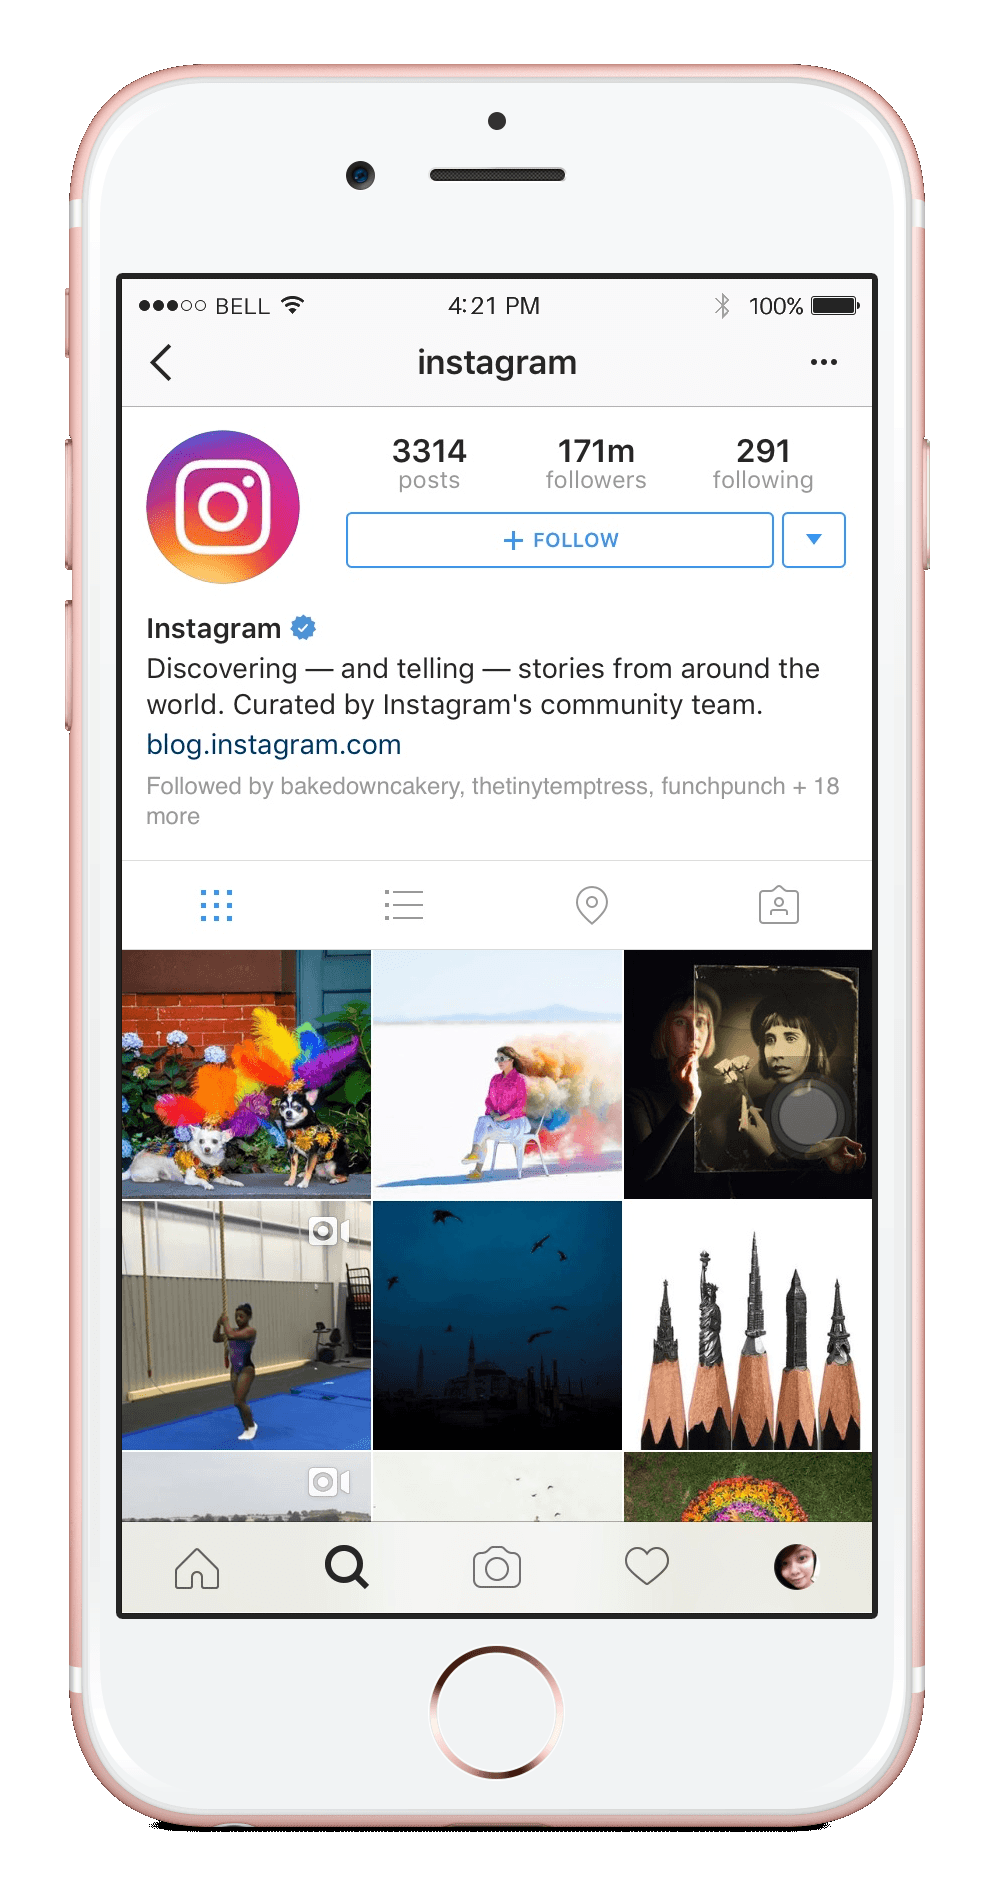 BELL 4:21 PM 100%
instagram
3314 171m 291
posts followers following
+ FOLLOW
Instagram
Discovering — and telling — stories from around the
world. Curated by Instagram's community team.
blog.instagram.com
Followed by bakedowncakery, thetinytemptress, funchpunch + 18
more